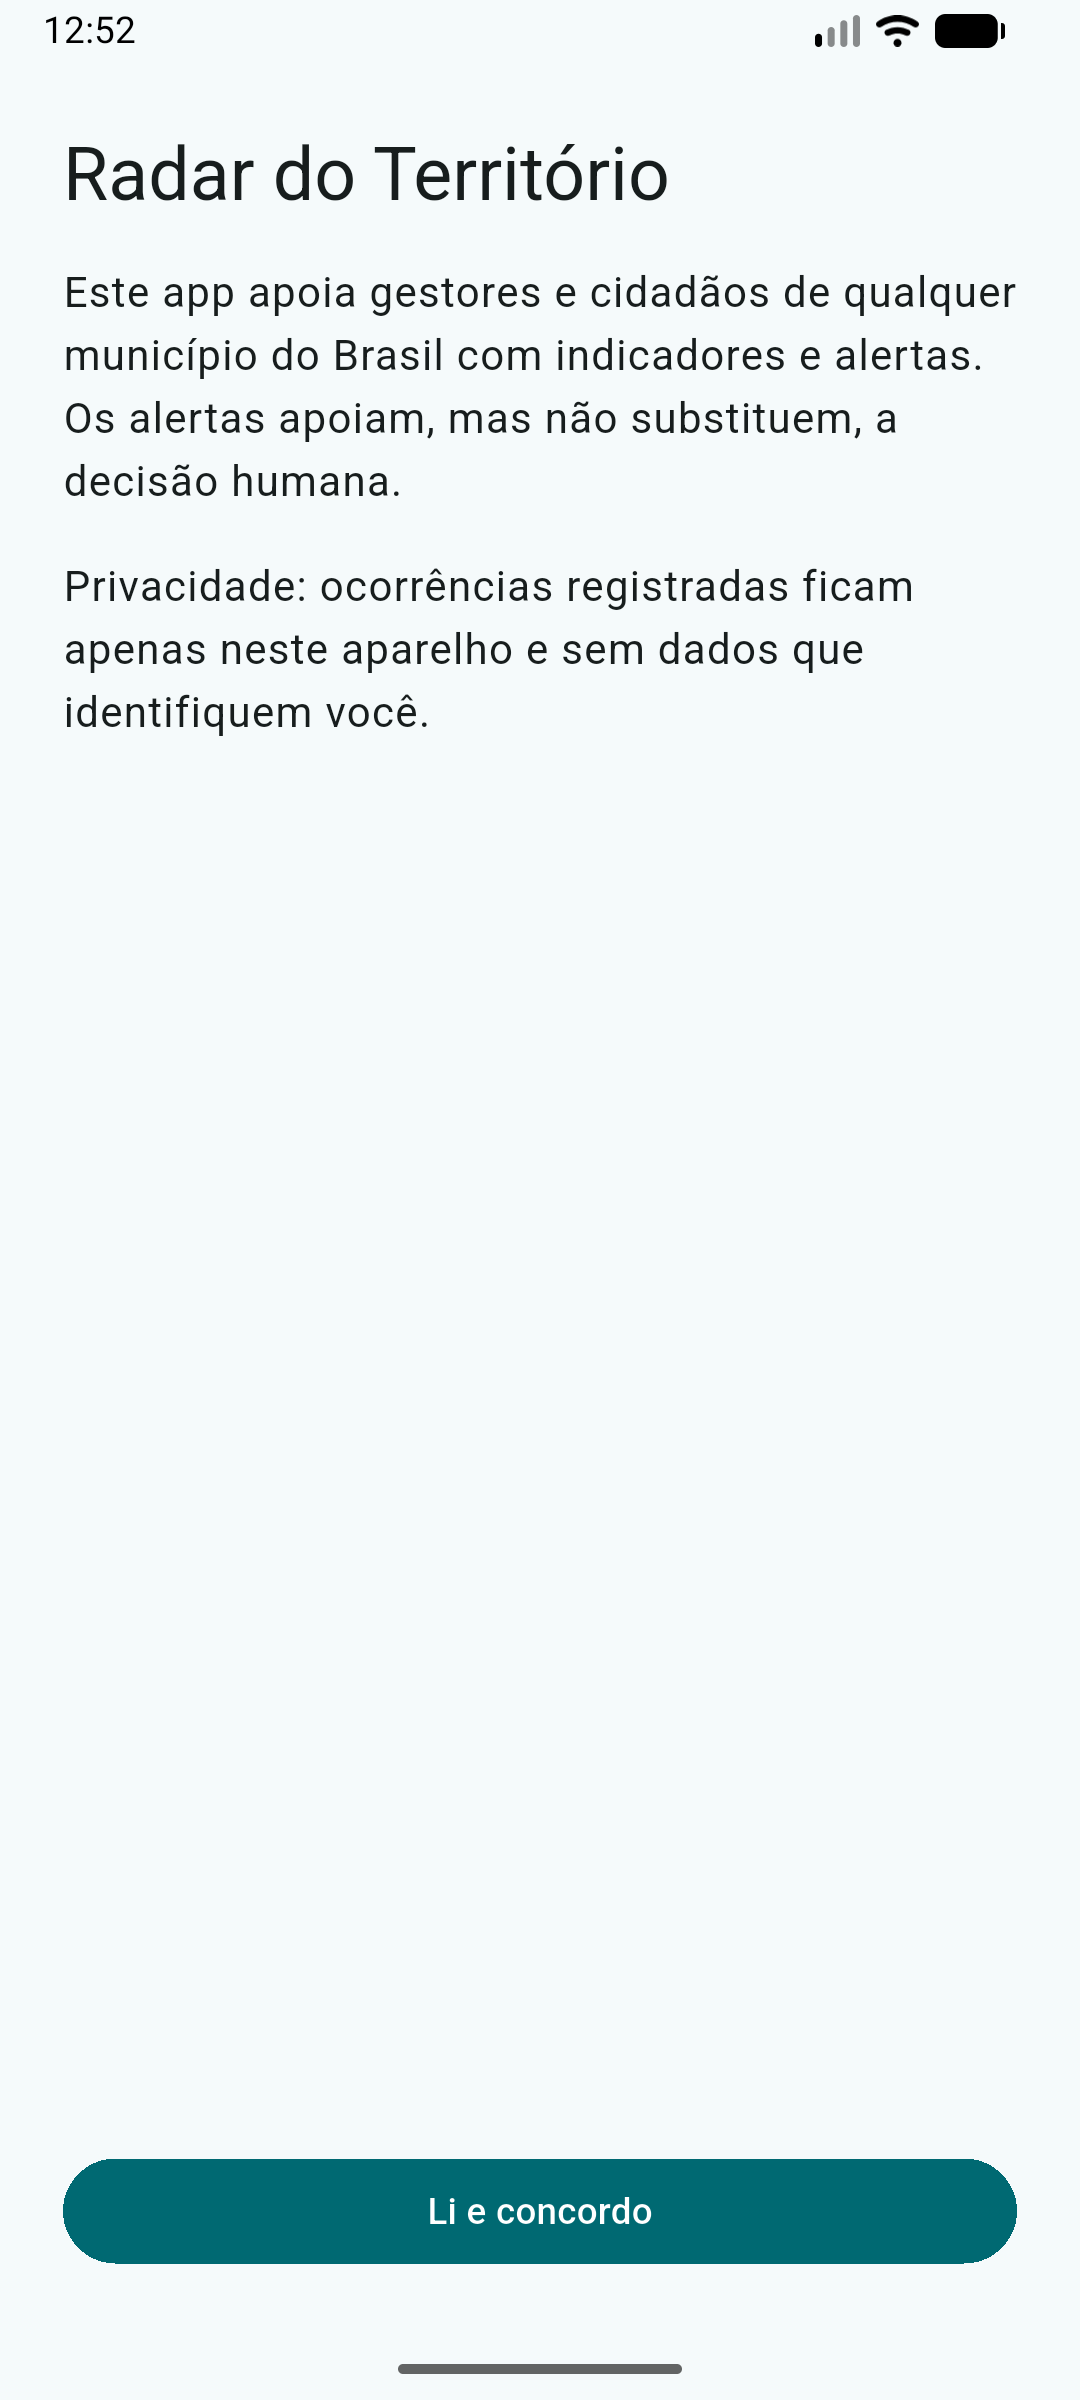 12:52
Radar do Território
Este app apoia gestores e cidadãos de qualquer
município do Brasil com indicadores e alertas.
Os alertas apoiam, mas não substituem, a
decisão humana.
Privacidade: ocorrências registradas ficam
apenas neste aparelho e sem dados que
identifiquem você.
Li e concordo